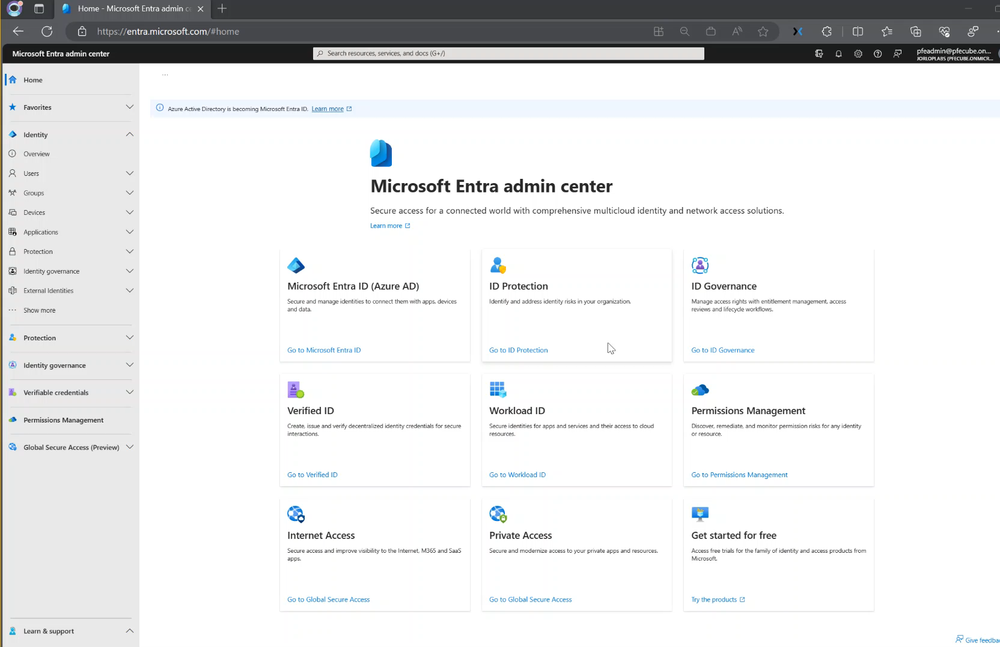 Home - Microsoft Entra admin ce
https://entra.microsoft.com/#home
Microsoft Entra admin center
Search resources, services, and docs (G+/)
pfeadmin@pfecube.on...
JORLOPLABS (PFECUBE.ONMICR...
Home
Favorites
Identity
Overview
Users
Groups
Devices
Applications
Protection
Identity governance
External Identities
Show more
Protection
Identity governance
Verifiable credentials
Permissions Management
Global Secure Access (Preview)
Learn & support
...
Azure Active Directory is becoming Microsoft Entra ID. Learn more
Microsoft Entra admin center
Secure access for a connected world with comprehensive multicloud identity and network access solutions.
Learn more
Microsoft Entra ID (Azure AD)
Secure and manage identities to connect them with apps, devices
and data.
Go to Microsoft Entra ID
ID Protection
Identify and address identity risks in your organization.
Go to ID Protection
ID Governance
Manage access rights with entitlement management, access
reviews and lifecycle workflows.
Go to ID Governance
Verified ID
Create, issue and verify decentralized identity credentials for secure
interactions.
Go to Verified ID
Workload ID
Secure identities for apps and services and their access to cloud
resources.
Go to Workload ID
Permissions Management
Discover, remediate, and monitor permission risks for any identity
or resource.
Go to Permissions Management
Internet Access
Secure access and improve visibility to the Internet, M365 and SaaS
apps.
Go to Global Secure Access
Private Access
Secure and modernize access to your private apps and resources.
Go to Global Secure Access
Get started for free
Access free trials for the family of identity and access products from
Microsoft.
Try the products
Give feedbac